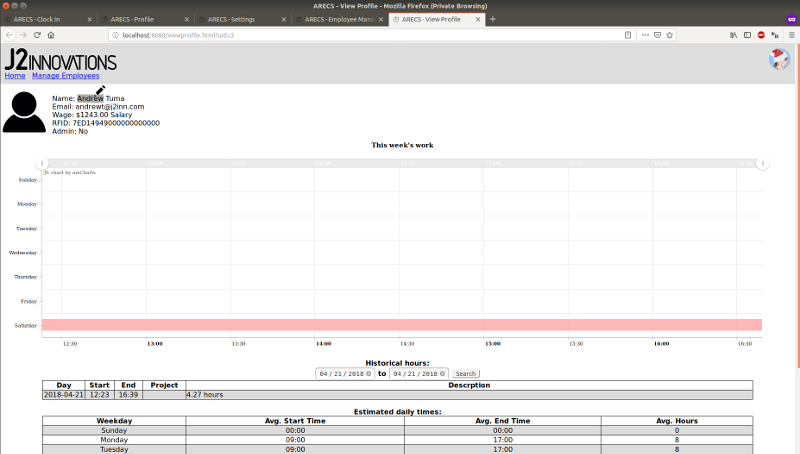 ARECS - View Profile - Mozilla Firefox (Private Browsing)
ARECS - Clock In
ARECS - Profile
ARECS - Settings
ARECS - Employee Mana
ARECS - View Profile
localhost:8080/viewprofile.html?uid=3
J2INNOVATIONS
Home Manage Employees
Name: Andrew Tuma
Email: andrewt@j2inn.com
Wage: $1243.00 Salary
RFID: 7ED14949000000000000
Admin: No
This week's work
JS chart by amCharts
Sunday
Monday
Tuesday
Wednesday
Thursday
Friday
Saturday
12:30 13:00 13:30 14:00 14:30 15:00 15:30 16:00 16:30
Historical hours:
04 / 21 / 2018 to 04 / 21 / 2018 Search
Day Start End Project Descrption
2018-04-21 12:23 16:39 4.27 hours
Estimated daily times:
Weekday Avg. Start Time Avg. End Time Avg. Hours
Sunday 00:00 00:00 0
Monday 09:00 17:00 8
Tuesday 09:00 17:00 8